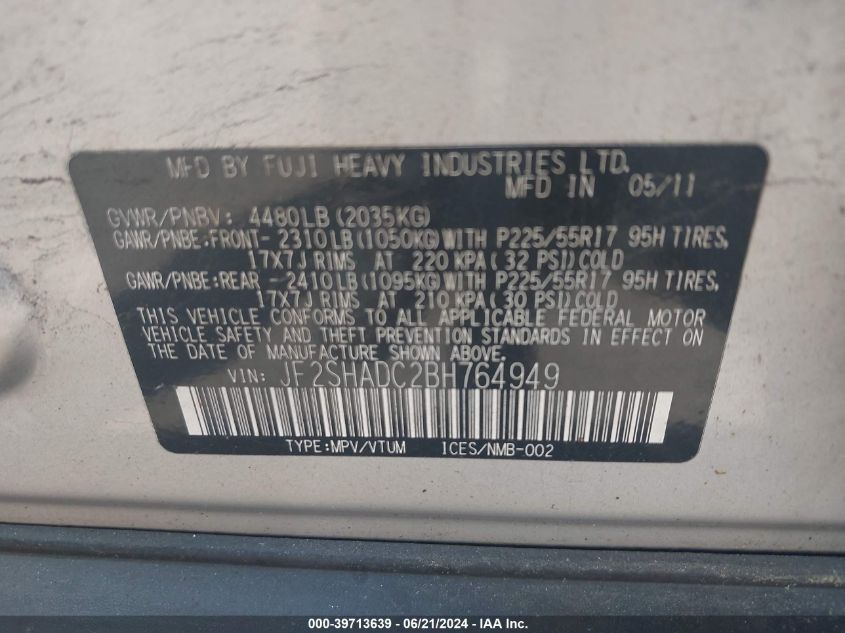 MFD BY FUJI HEAVY INDUSTRIES LTD.
MFD IN 05/11
GVWR/PNBV: 4480LB(2035KG)
GAWR/PNBE:FRONT-2310LB(1050KG)WITH P225/55R17 95H TIRES,
17X7J RIMS AT 220 KPA(32 PSI)COLD
GAWR/PNBE:REAR -2410LB(1095KG)WITH P225/55R17 95H TIRES,
17X7J RIMS AT 210 KPA(30 PSI)COLD
THIS VEHICLE CONFORMS TO ALL APPLICABLE FEDERAL MOTOR
VEHICLE SAFETY AND THEFT PREVENTION STANDARDS IN EFFECT ON
THE DATE OF MANUFACTURE SHOWN ABOVE.
VIN: JF2SHADC2BH764949
TYPE:MPV/VTUM ICES/NMB-002
000-39713639 - 06/21/2024 - IAA Inc.